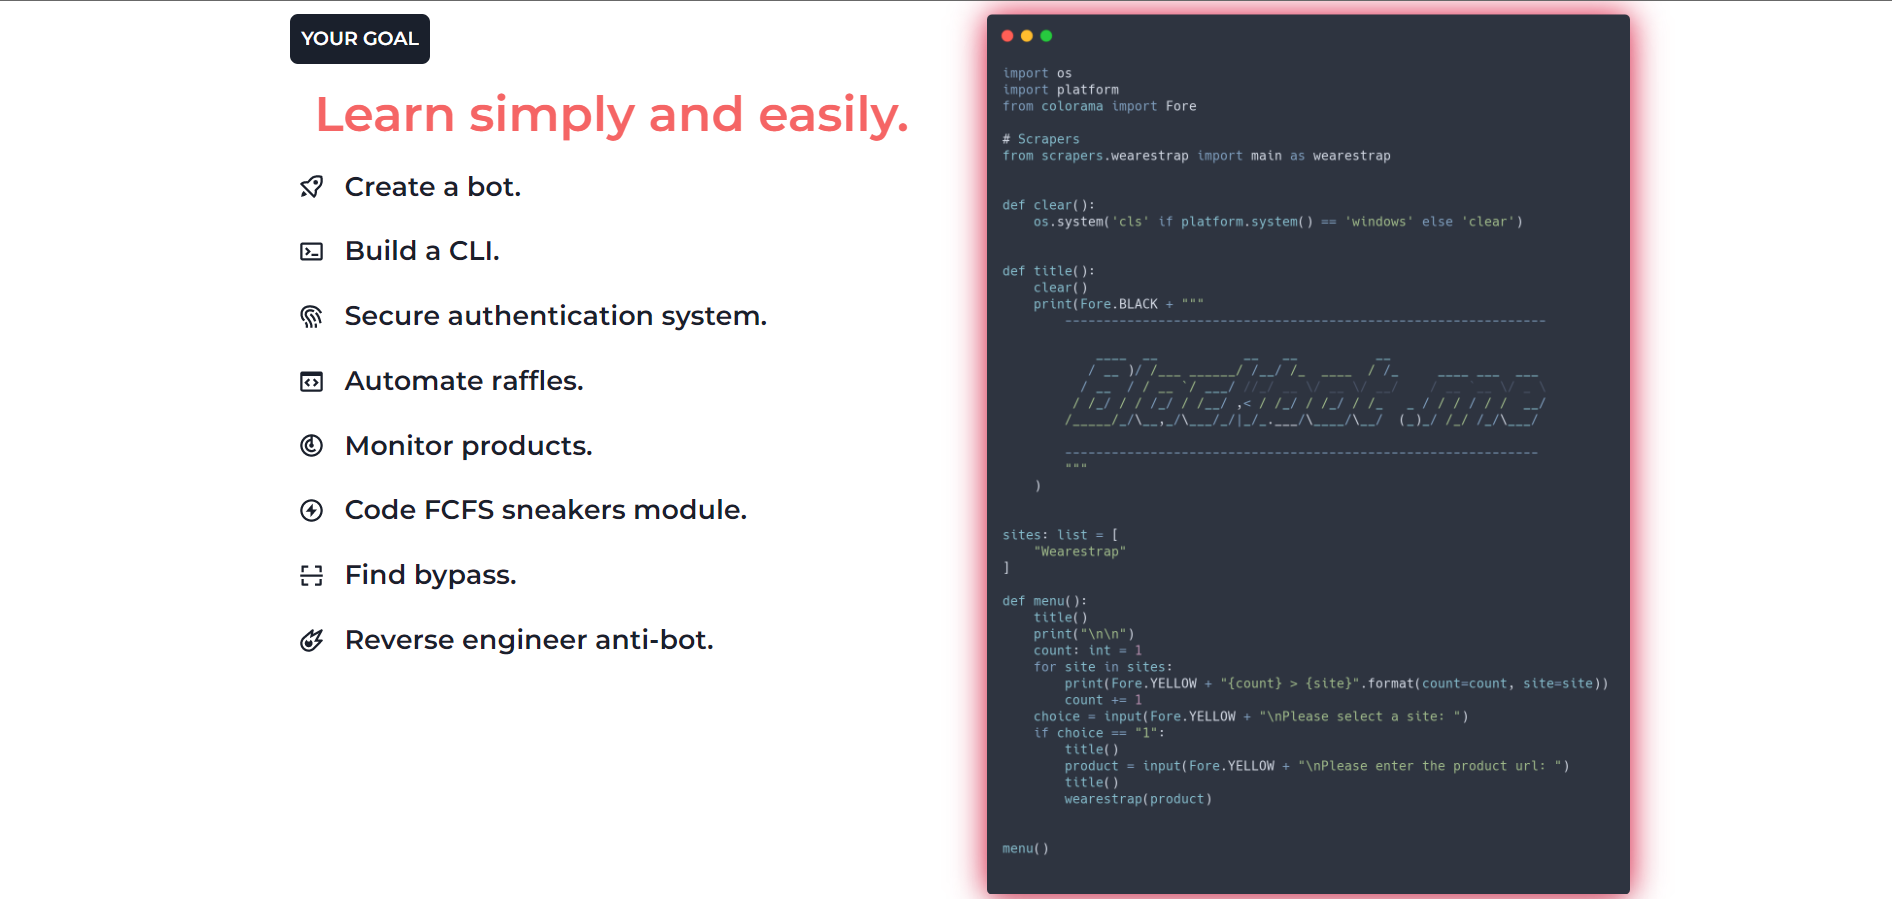 YOUR GOAL
Learn simply and easily.
Create a bot.
Build a CLI.
Secure authentication system.
Automate raffles.
Monitor products.
Code FCFS sneakers module.
Find bypass.
Reverse engineer anti-bot.
import os
import platform
from colorama import Fore
# Scrapers
from scrapers.wearestrap import main as wearestrap
def clear():
    os.system('cls' if platform.system() == 'windows' else 'clear')
def title():
    clear()
    print(Fore.BLACK + """
    """
    )
sites: list = [
    "Wearestrap"
]
def menu():
    title()
    print("\n\n")
    count: int = 1
    for site in sites:
        print(Fore.YELLOW + "{count} > {site}".format(count=count, site=site))
        count += 1
    choice = input(Fore.YELLOW + "\nPlease select a site: ")
    if choice == "1":
        title()
        product = input(Fore.YELLOW + "\nPlease enter the product url: ")
        title()
        wearestrap(product)
menu()